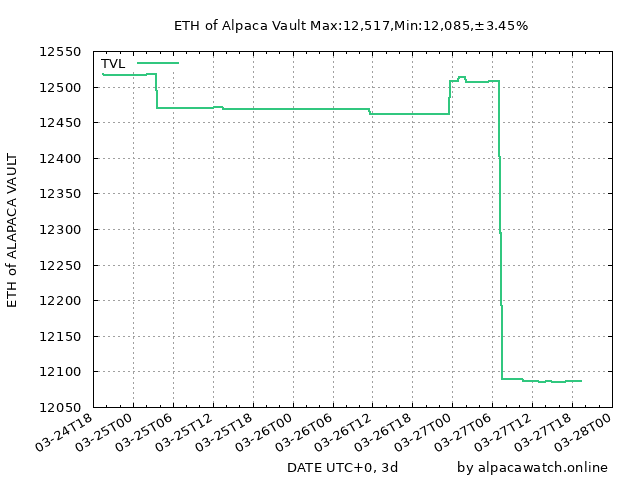 ETH of Alpaca Vault Max:12,517,Min:12,085,±3.45%
TVL
12550
12500
12450
12400
12350
12300
12250
12200
12150
12100
12050
ETH of ALAPACA VAULT
03-24T18
03-25T00
03-25T06
03-25T12
03-25T18
03-26T00
03-26T06
03-26T12
03-26T18
03-27T00
03-27T06
03-27T12
03-27T18
03-28T00
DATE UTC+0, 3d
by alpacawatch.online